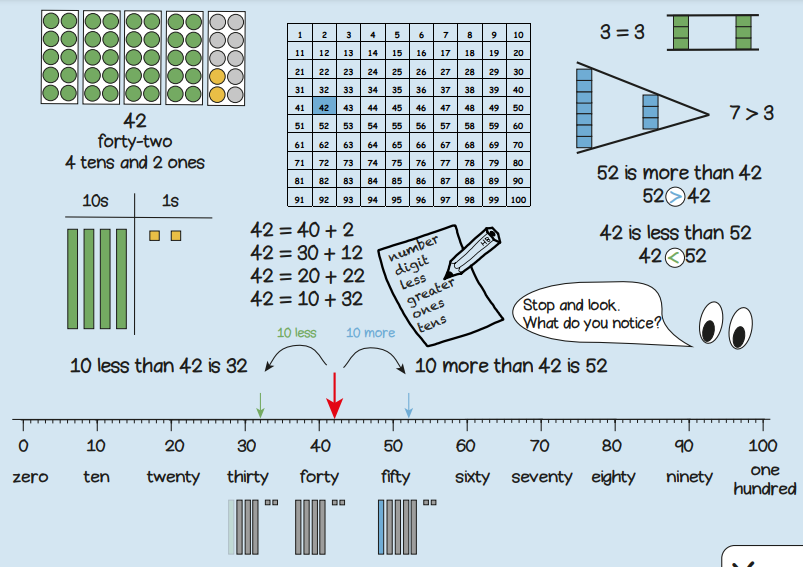 42
forty-two
4 tens and 2 ones
1 2 3 4 5 6 7 8 9 10
11 12 13 14 15 16 17 18 19 20
21 22 23 24 25 26 27 28 29 30
31 32 33 34 35 36 37 38 39 40
41 42 43 44 45 46 47 48 49 50
51 52 53 54 55 56 57 58 59 60
61 62 63 64 65 66 67 68 69 70
71 72 73 74 75 76 77 78 79 80
81 82 83 84 85 86 87 88 89 90
91 92 93 94 95 96 97 98 99 100
3 = 3
7 > 3
52 is more than 42
52 > 42
42 is less than 52
42 < 52
10s 1s
42 = 40 + 2
42 = 30 + 12
42 = 20 + 22
42 = 10 + 32
number
digit
less
greater
ones
tens
HB
Stop and look.
What do you notice?
10 less 10 more
10 less than 42 is 32
10 more than 42 is 52
0 10 20 30 40 50 60 70 80 90 100
zero ten twenty thirty forty fifty sixty seventy eighty ninety one
hundred